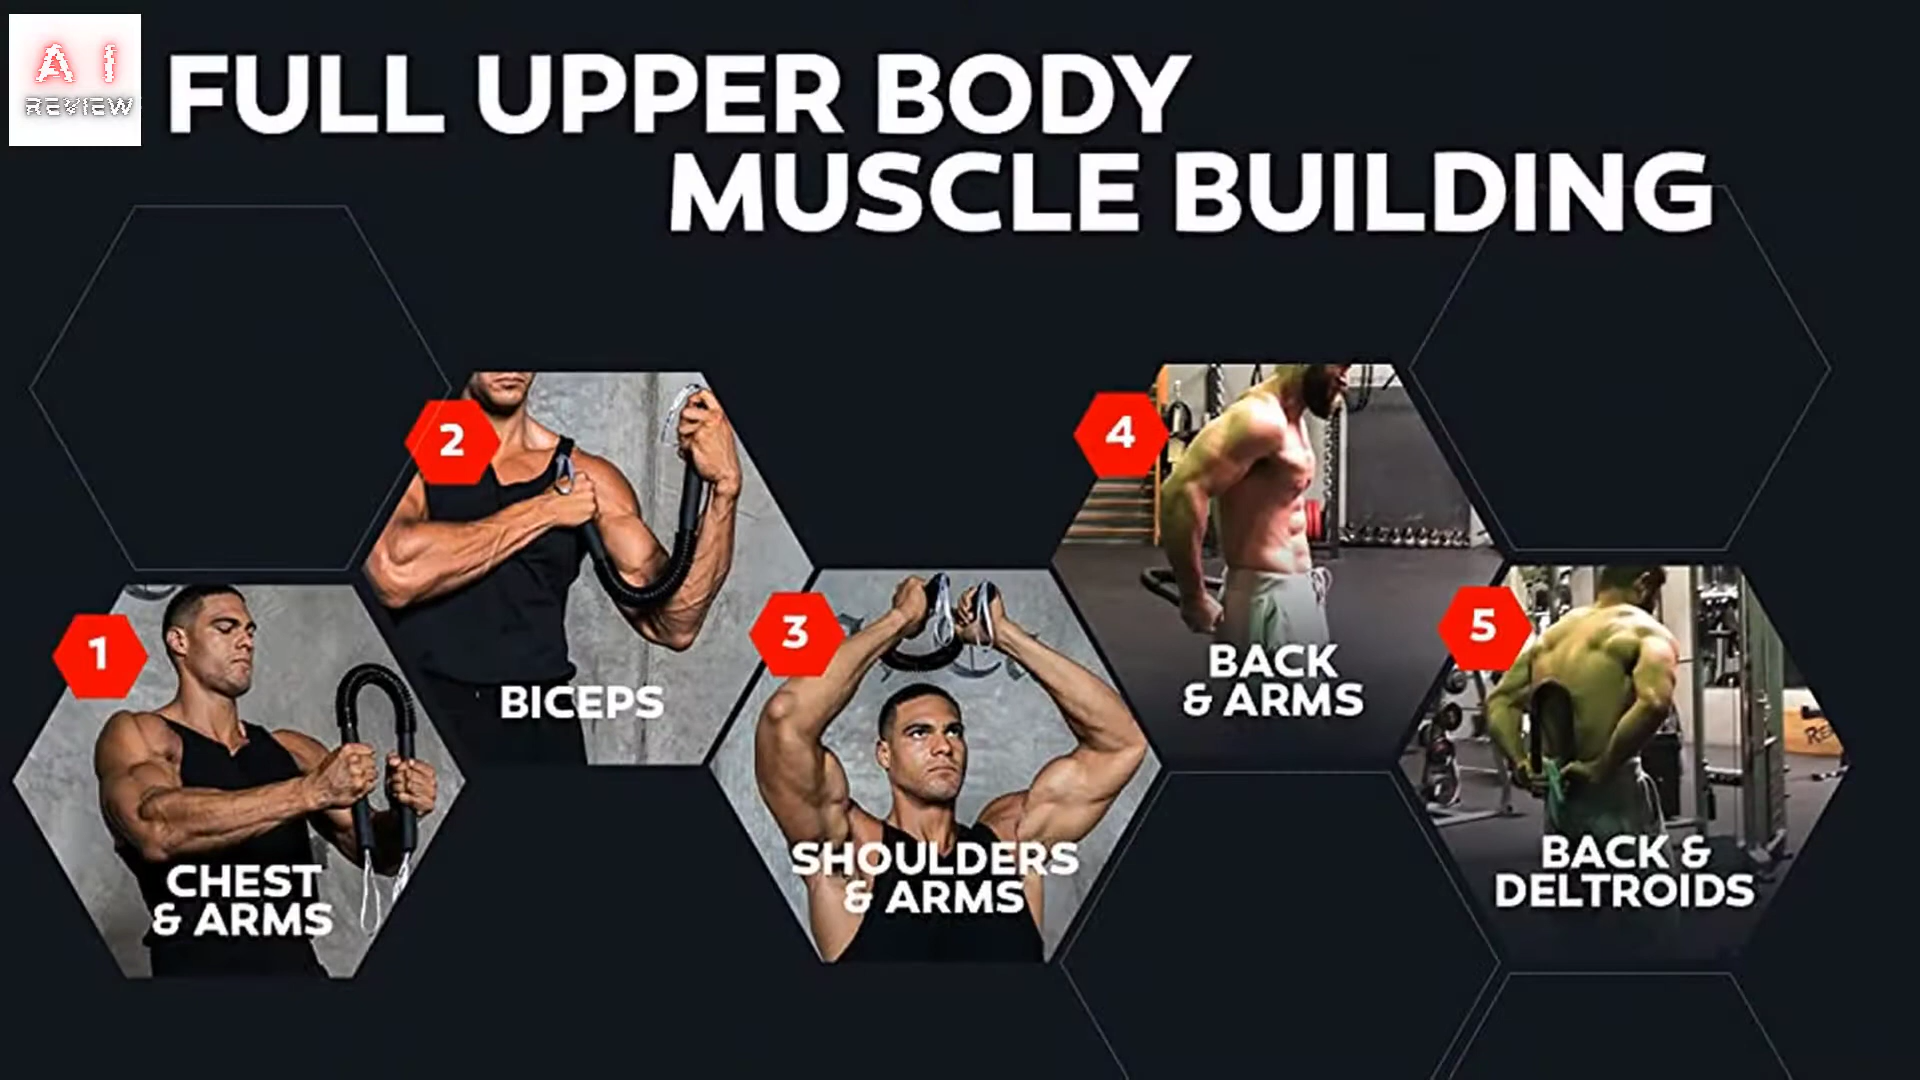 A I
REVIEW
FULL UPPER BODY
MUSCLE BUILDING
1
CHEST
& ARMS
2
BICEPS
3
SHOULDERS
& ARMS
4
BACK
& ARMS
5
BACK &
DELTROIDS